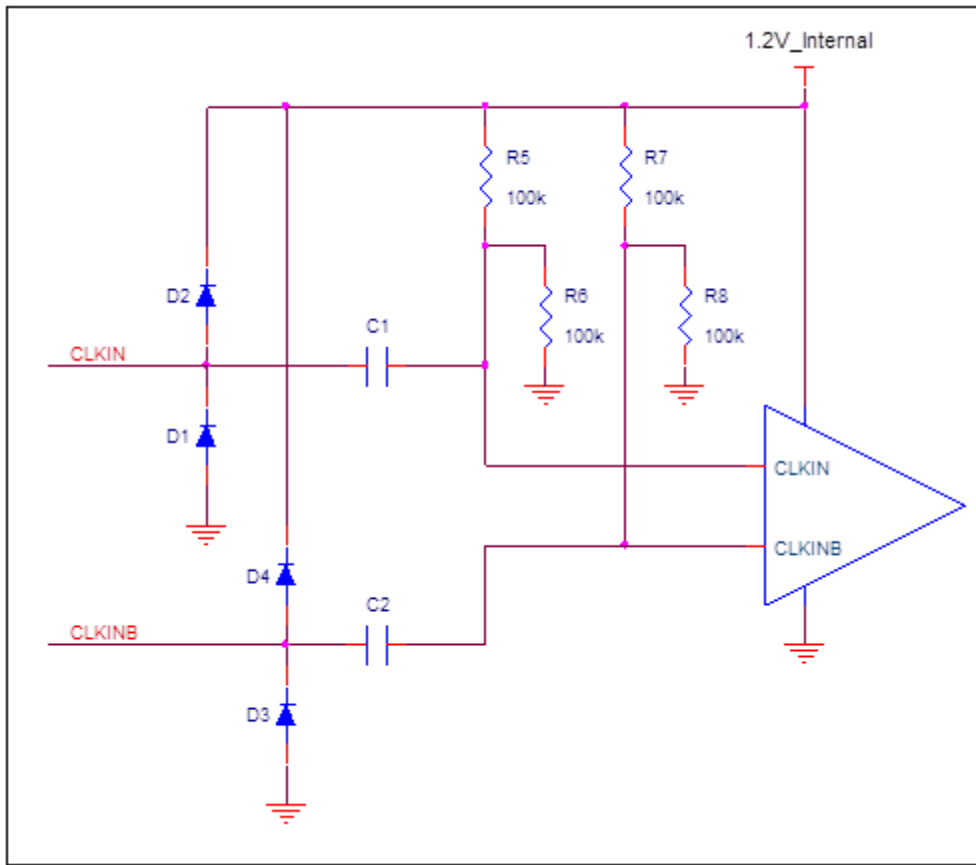 1.2V_Internal
R5
100k
R7
100k
D2
R6
100k
R8
100k
C1
CLKIN
D1
CLKIN
CLKINB
D4
C2
CLKINB
D3